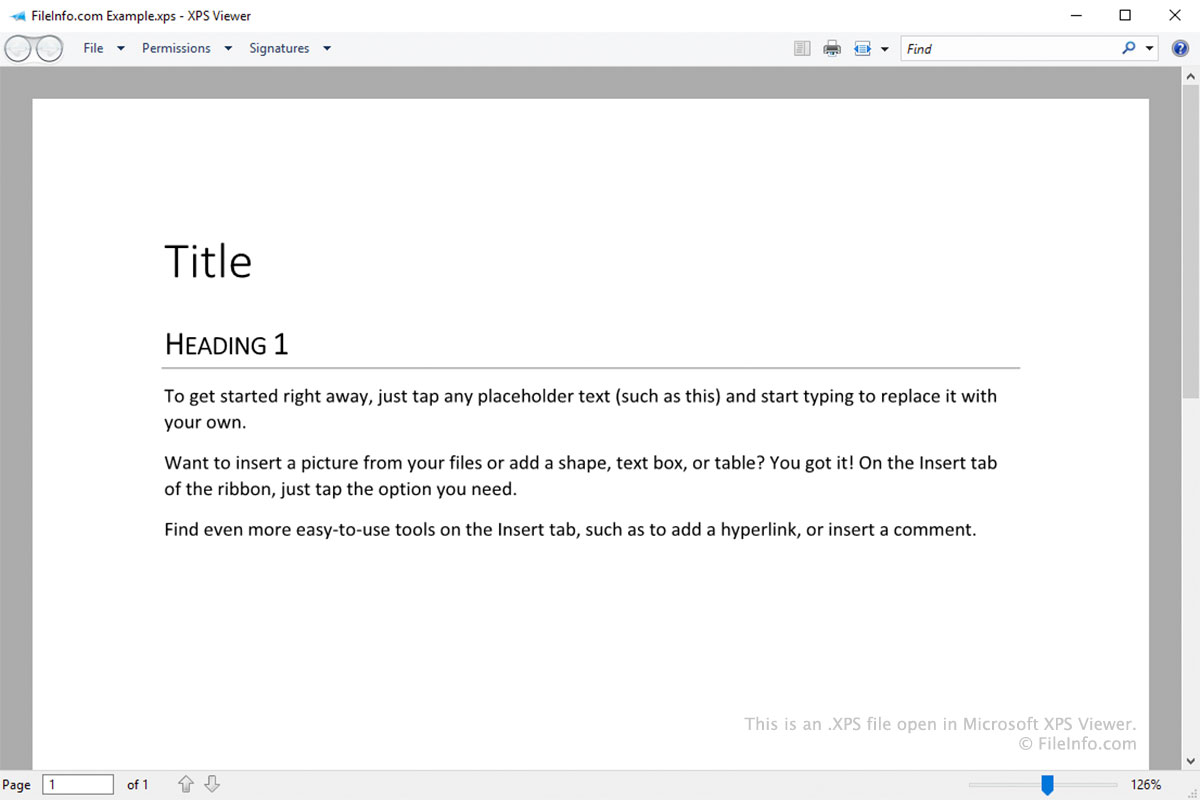 FileInfo.com Example.xps - XPS Viewer
File Permissions Signatures Find
Title
HEADING 1
To get started right away, just tap any placeholder text (such as this) and start typing to replace it with
your own.
Want to insert a picture from your files or add a shape, text box, or table? You got it! On the Insert tab
of the ribbon, just tap the option you need.
Find even more easy-to-use tools on the Insert tab, such as to add a hyperlink, or insert a comment.
This is an .XPS file open in Microsoft XPS Viewer.
© FileInfo.com
Page 1 of 1 126%